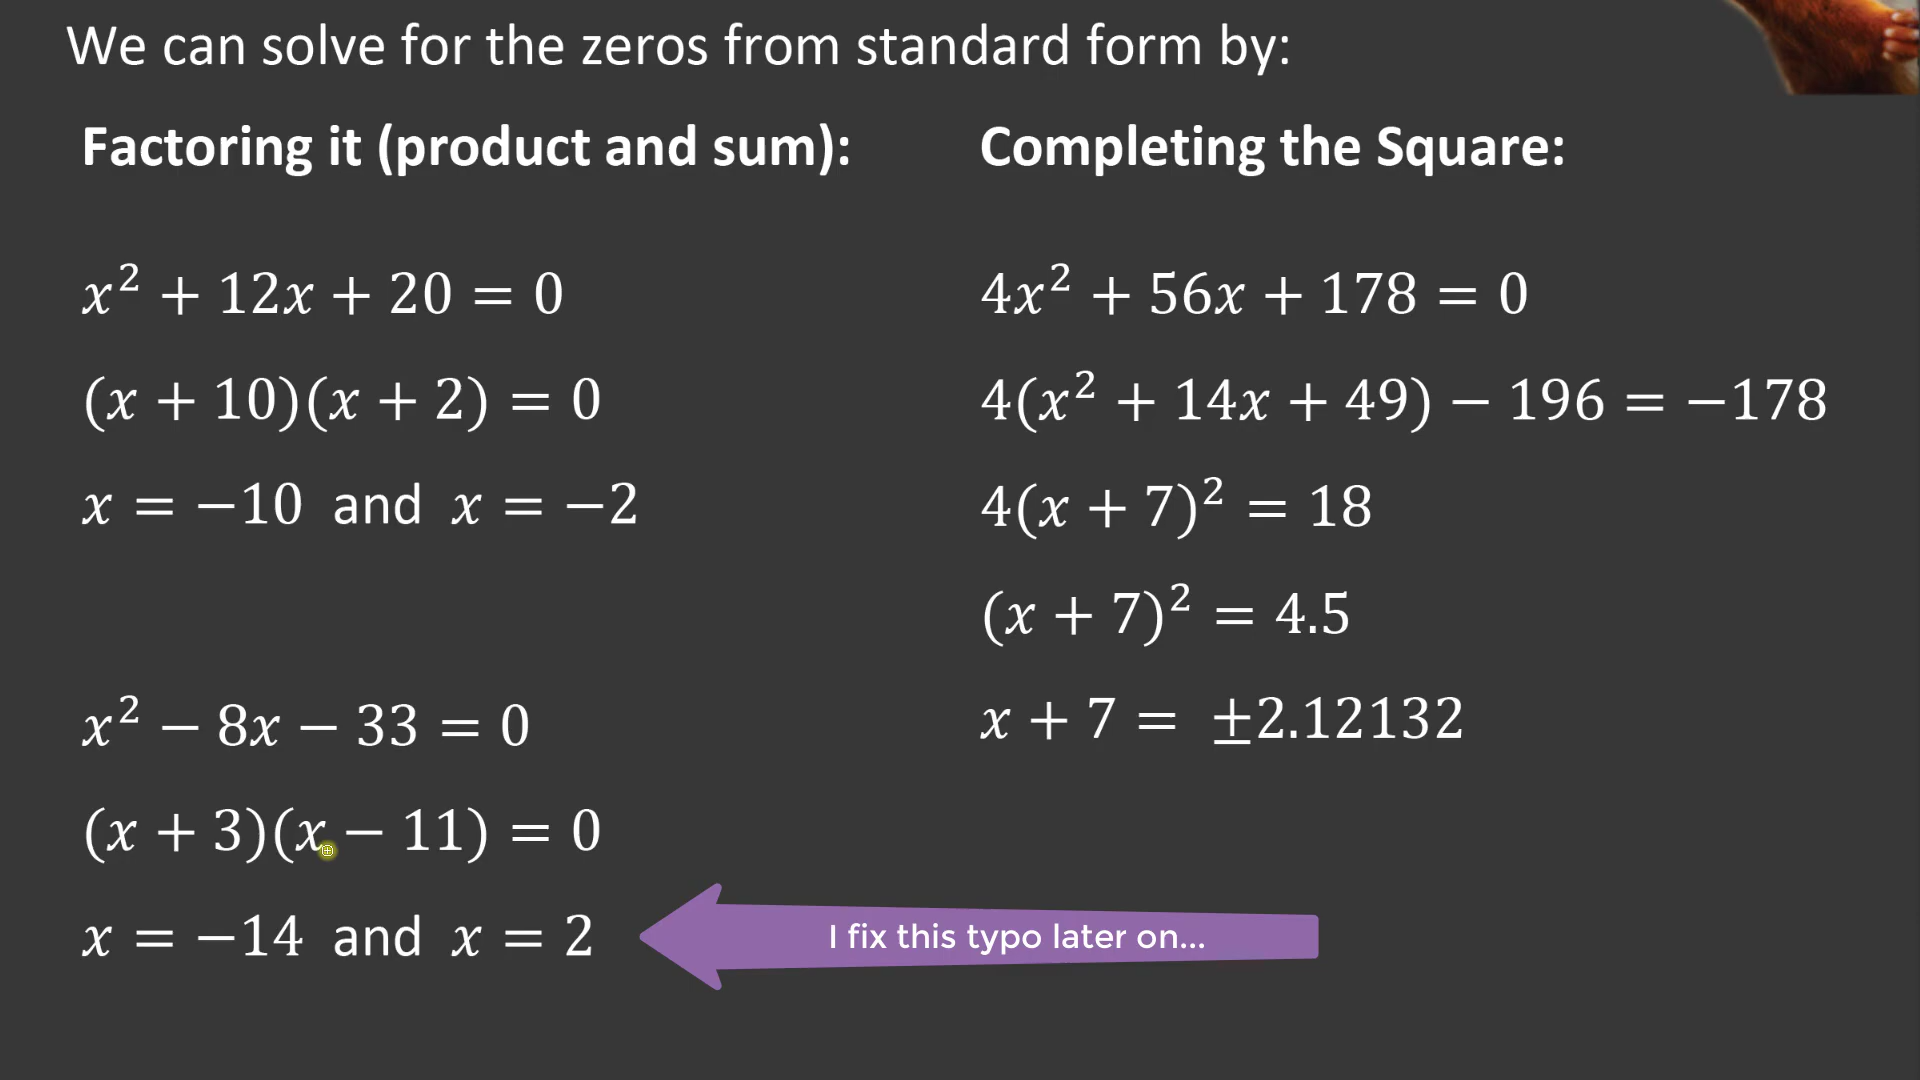 We can solve for the zeros from standard form by:
Factoring it (product and sum):
x² + 12x + 20 = 0
(x + 10)(x + 2) = 0
x = −10 and x = −2
x² − 8x − 33 = 0
(x + 3)(x − 11) = 0
x = −14 and x = 2
I fix this typo later on...
Completing the Square:
4x² + 56x + 178 = 0
4(x² + 14x + 49) − 196 = −178
4(x + 7)² = 18
(x + 7)² = 4.5
x + 7 = ±2.12132